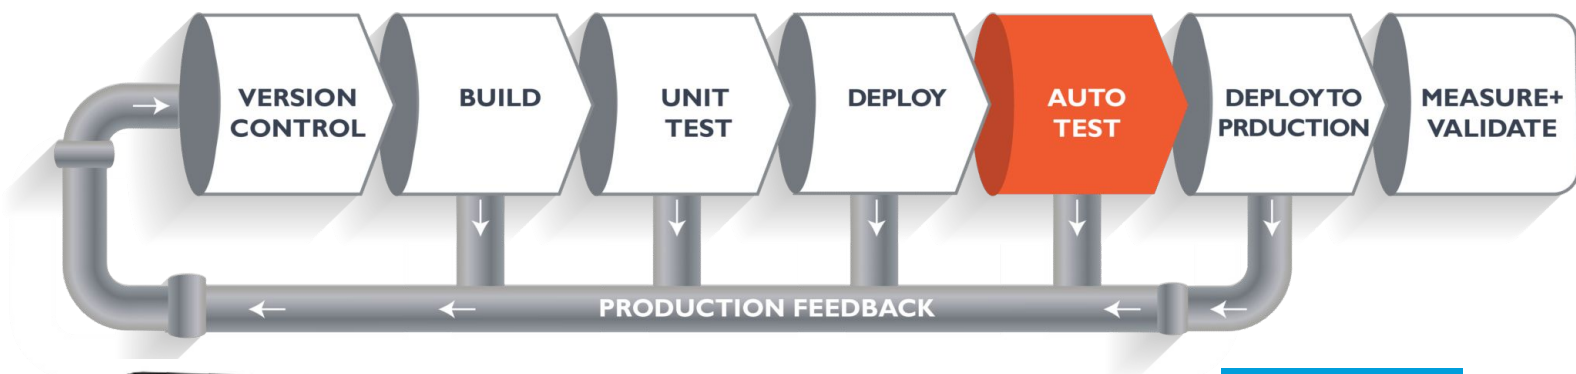 VERSION
CONTROL
BUILD
UNIT
TEST
DEPLOY
AUTO
TEST
DEPLOY TO
PRDUCTION
MEASURE+
VALIDATE
PRODUCTION FEEDBACK